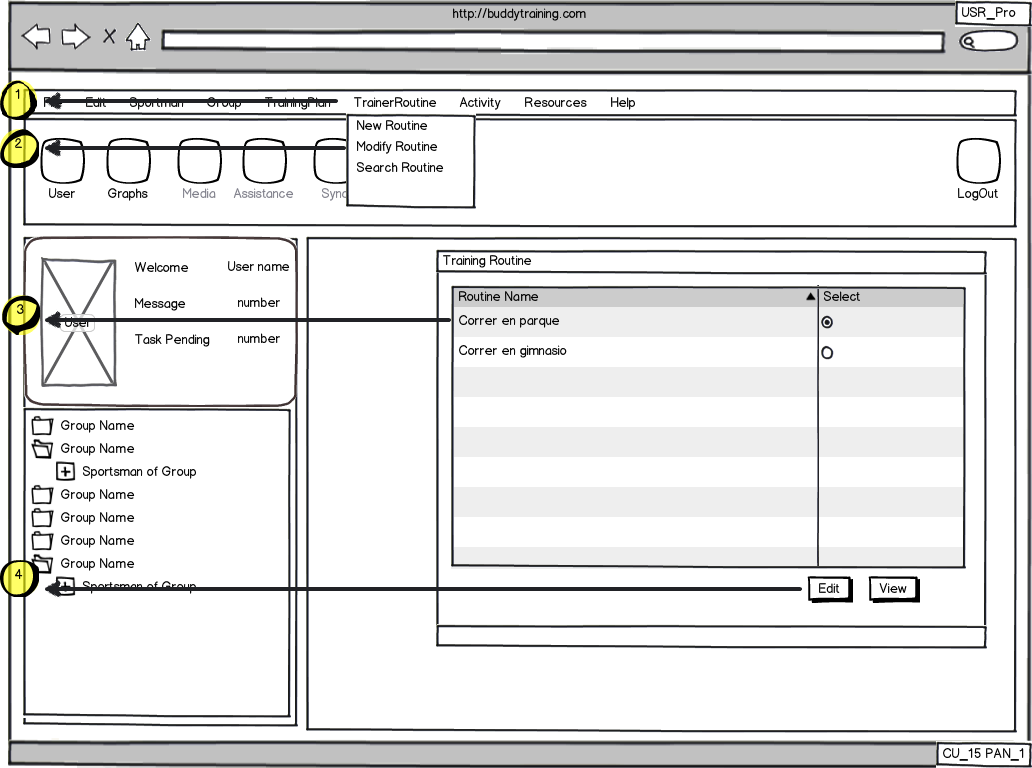 http://buddytraining.com
USR_Pro
1
Edit Sportman Group TrainingPlan TrainerRoutine Activity Resources Help
New Routine
2
Modify Routine
Search Routine
User Graphs Media Assistance LogOut
Welcome User name
Message number
User
Task Pending number
Training Routine
Routine Name Select
3
Correr en parque
Correr en gimnasio
Group Name
Group Name
Sportsman of Group
Group Name
Group Name
Group Name
Group Name
4
Sportsman of Group
Edit View
CU_15 PAN_1